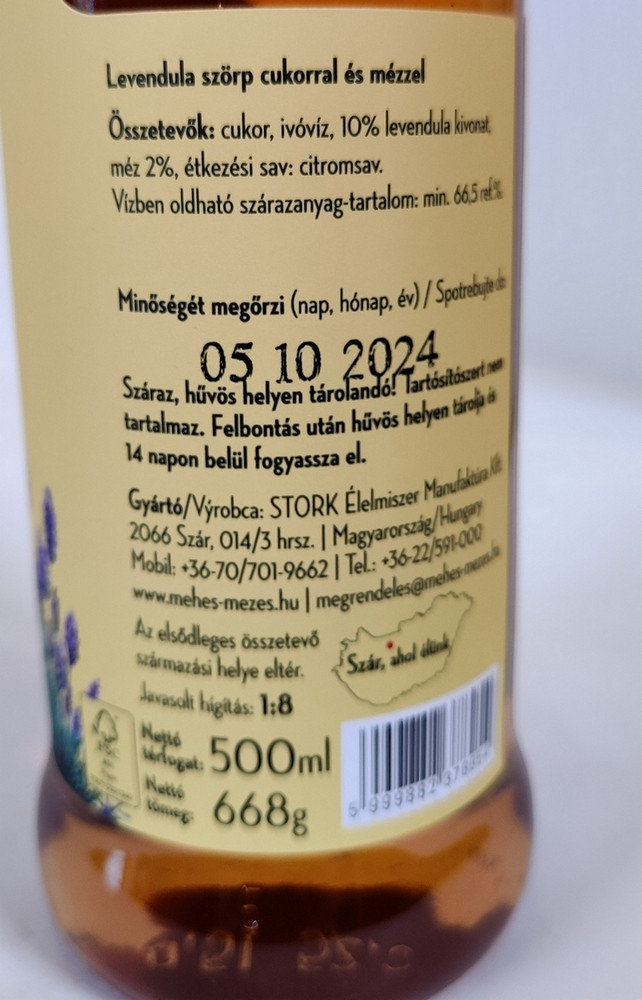 Levendula szörp cukorral és mézzel
Összetevők: cukor, ivóvíz, 10% levendula kivonat,
méz 2%, étkezési sav: citromsav.
Vízben oldható szárazanyag-tartalom: min. 66,5 ref.%
Minőségét megőrzi (nap, hónap, év) / Spotrebujte do:
05 10 2024
Száraz, hűvös helyen tárolandó! Tartósítószert nem
tartalmaz. Felbontás után hűvös helyen tárolja és
14 napon belül fogyassza el.
Gyártó/Výrobca: STORK Élelmiszer Manufaktúra Kft.
2066 Szár, 014/3 hrsz. | Magyarország/Hungary
Mobil: +36-70/701-9662 | Tel.: +36-22/591-000
www.mehes-mezes.hu | megrendeles@mehes-mezes.hu
Az elsődleges összetevő
származási helye eltér.
Szár, ahol élünk
Javasolt hígítás: 1:8
Nettó
térfogat: 500ml
Nettó
tömeg: 668g
FSC